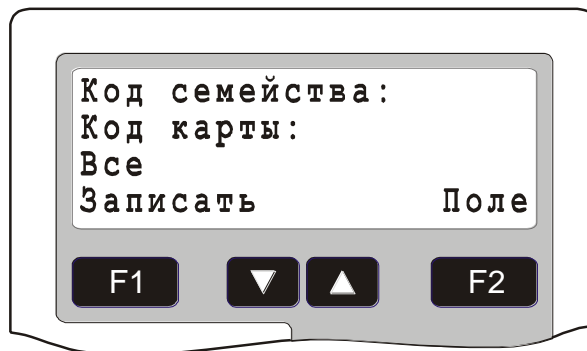 Код семейства:
Код карты:
Все
Записать Поле
F1 F2